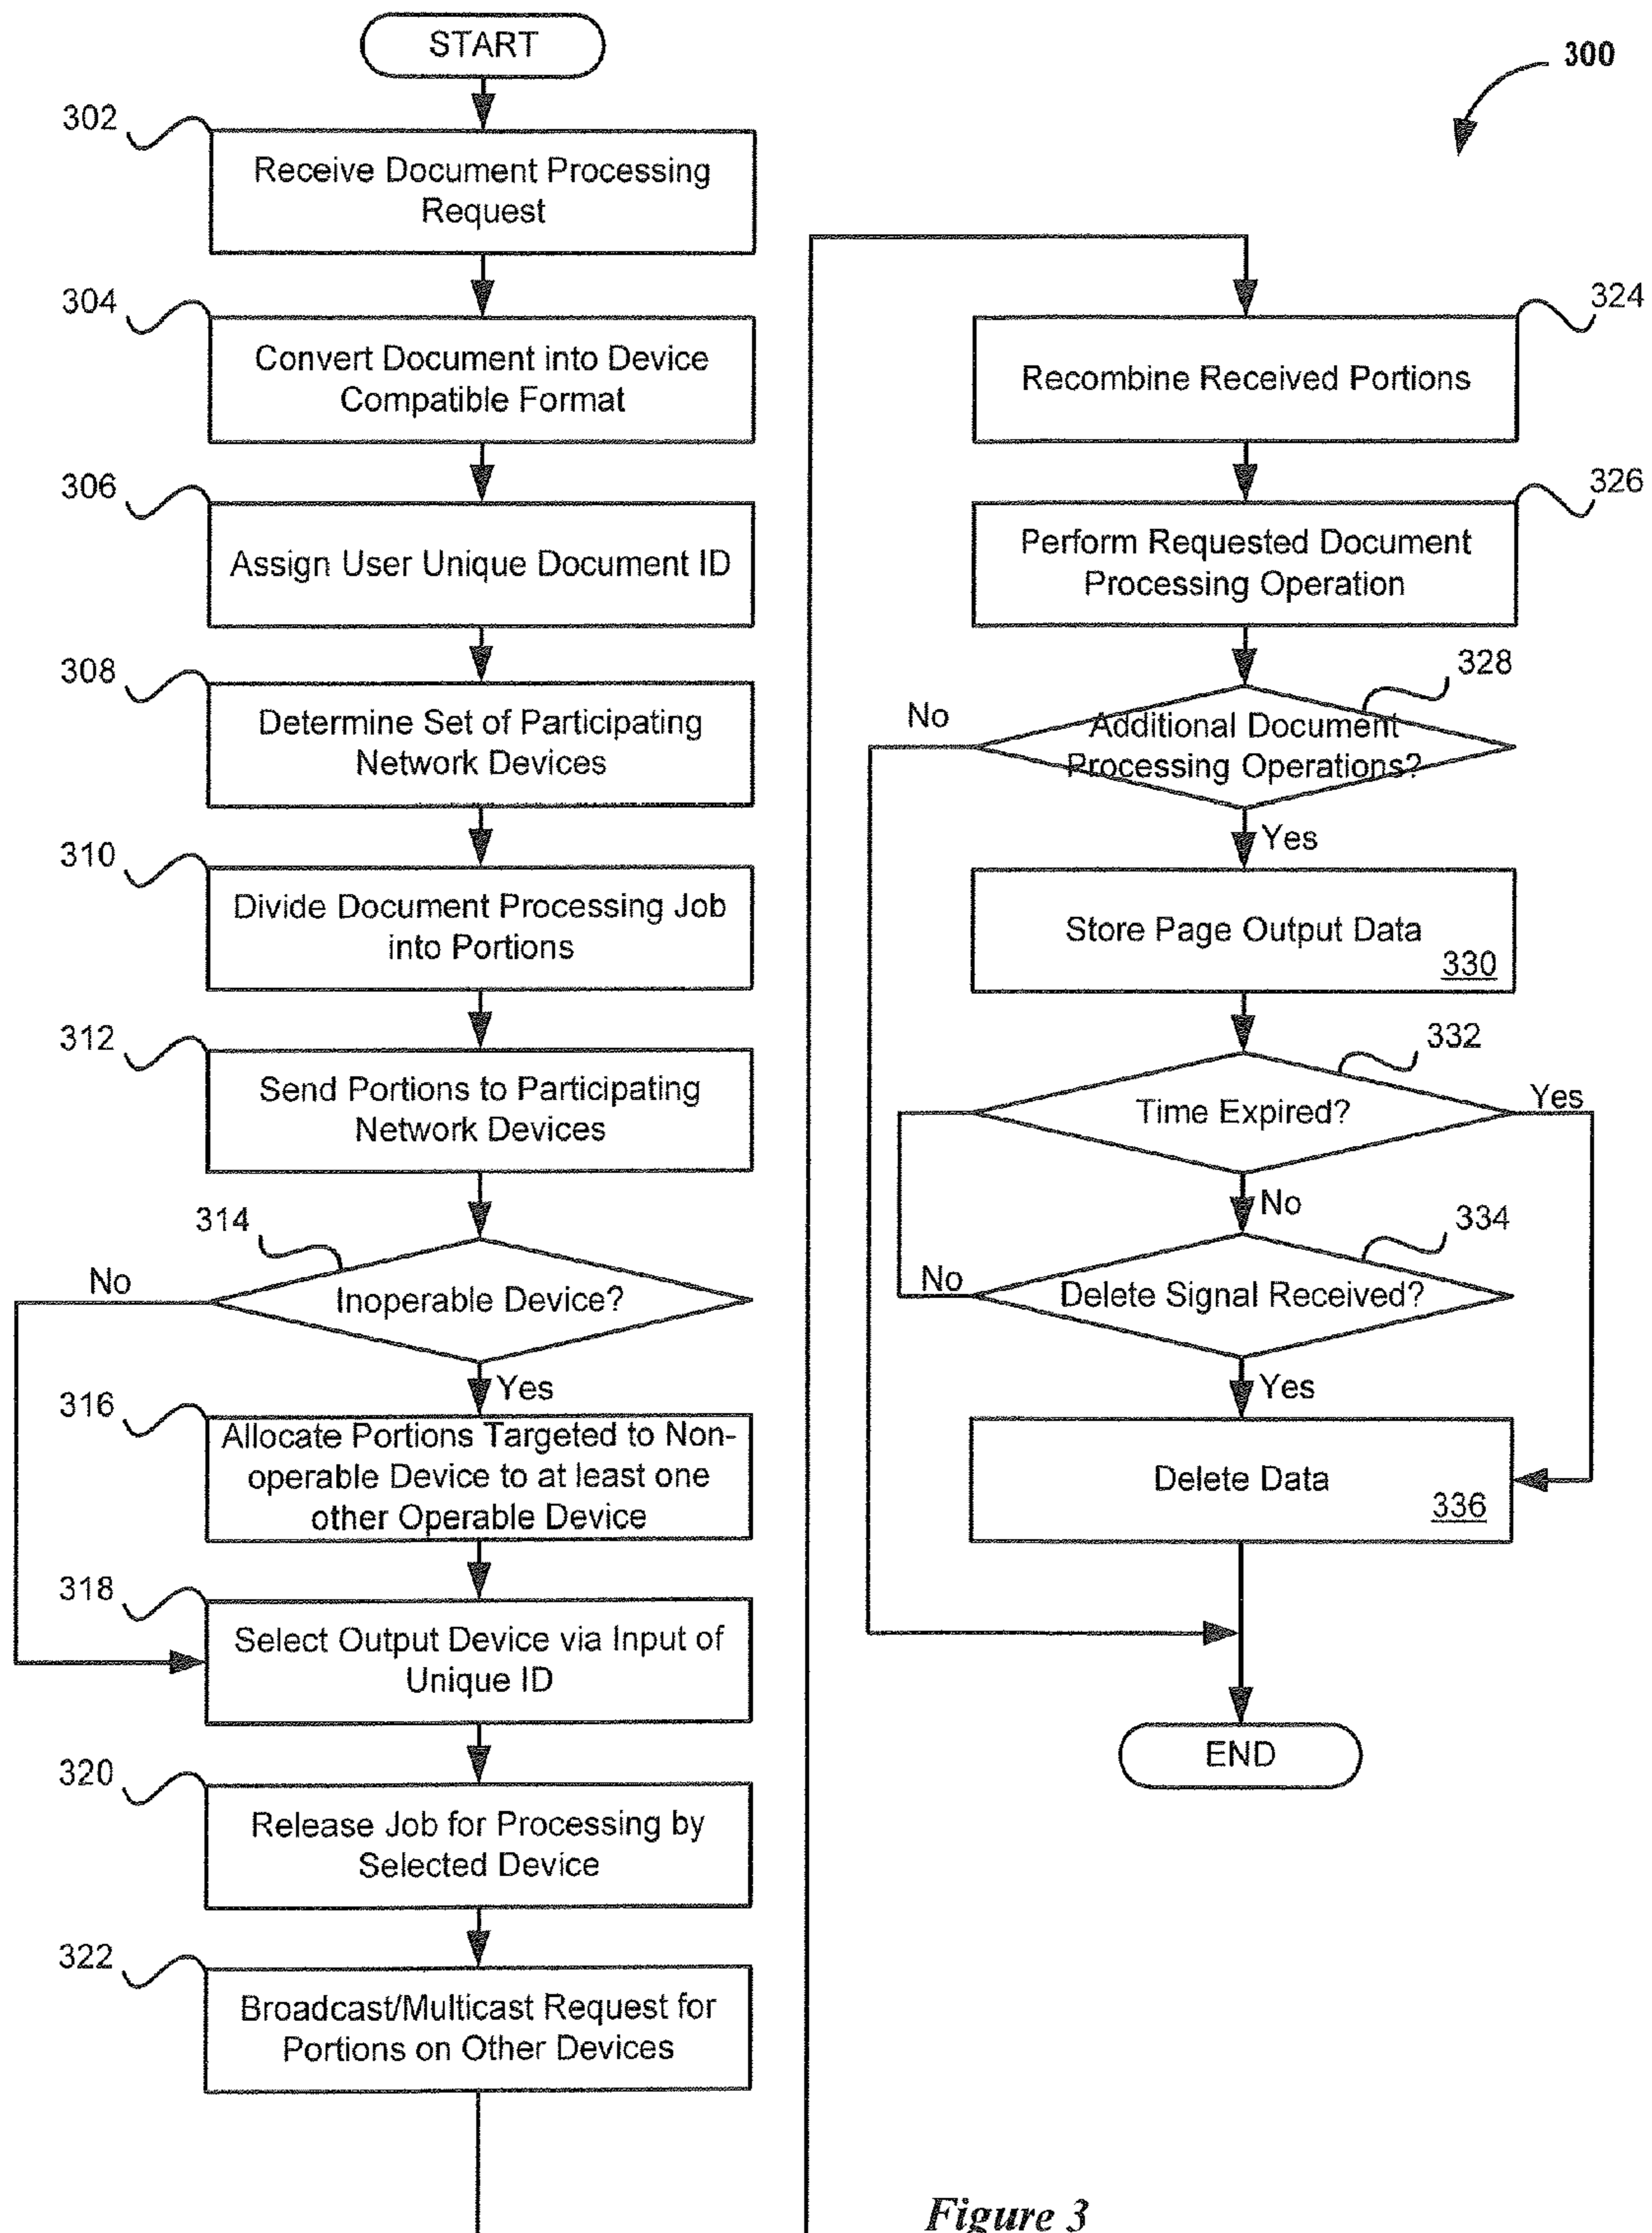 START
300
302
Receive Document Processing
Request
304
Convert Document into Device
Compatible Format
306
Assign User Unique Document ID
308
Determine Set of Participating
Network Devices
310
Divide Document Processing Job
into Portions
312
Send Portions to Participating
Network Devices
314
Inoperable Device?
No
Yes
316
Allocate Portions Targeted to Non-
operable Device to at least one
other Operable Device
318
Select Output Device via Input of
Unique ID
320
Release Job for Processing by
Selected Device
322
Broadcast/Multicast Request for
Portions on Other Devices
324
Recombine Received Portions
326
Perform Requested Document
Processing Operation
328
Additional Document
Processing Operations?
No
Yes
Store Page Output Data
330
332
Time Expired?
Yes
No
334
Delete Signal Received?
No
Yes
Delete Data
336
END
Figure 3